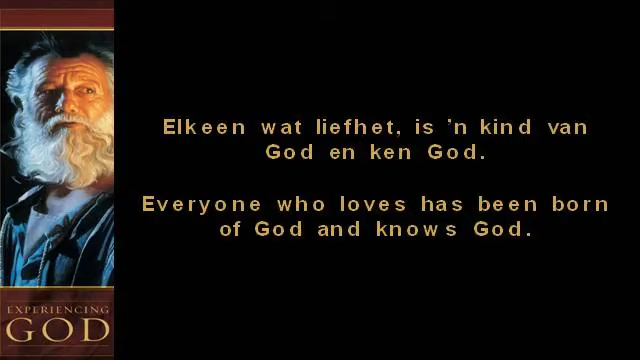 Elkeen wat liefhet, is 'n kind van
God en ken God.
Everyone who loves has been born
of God and knows God.
EXPERIENCING
GOD